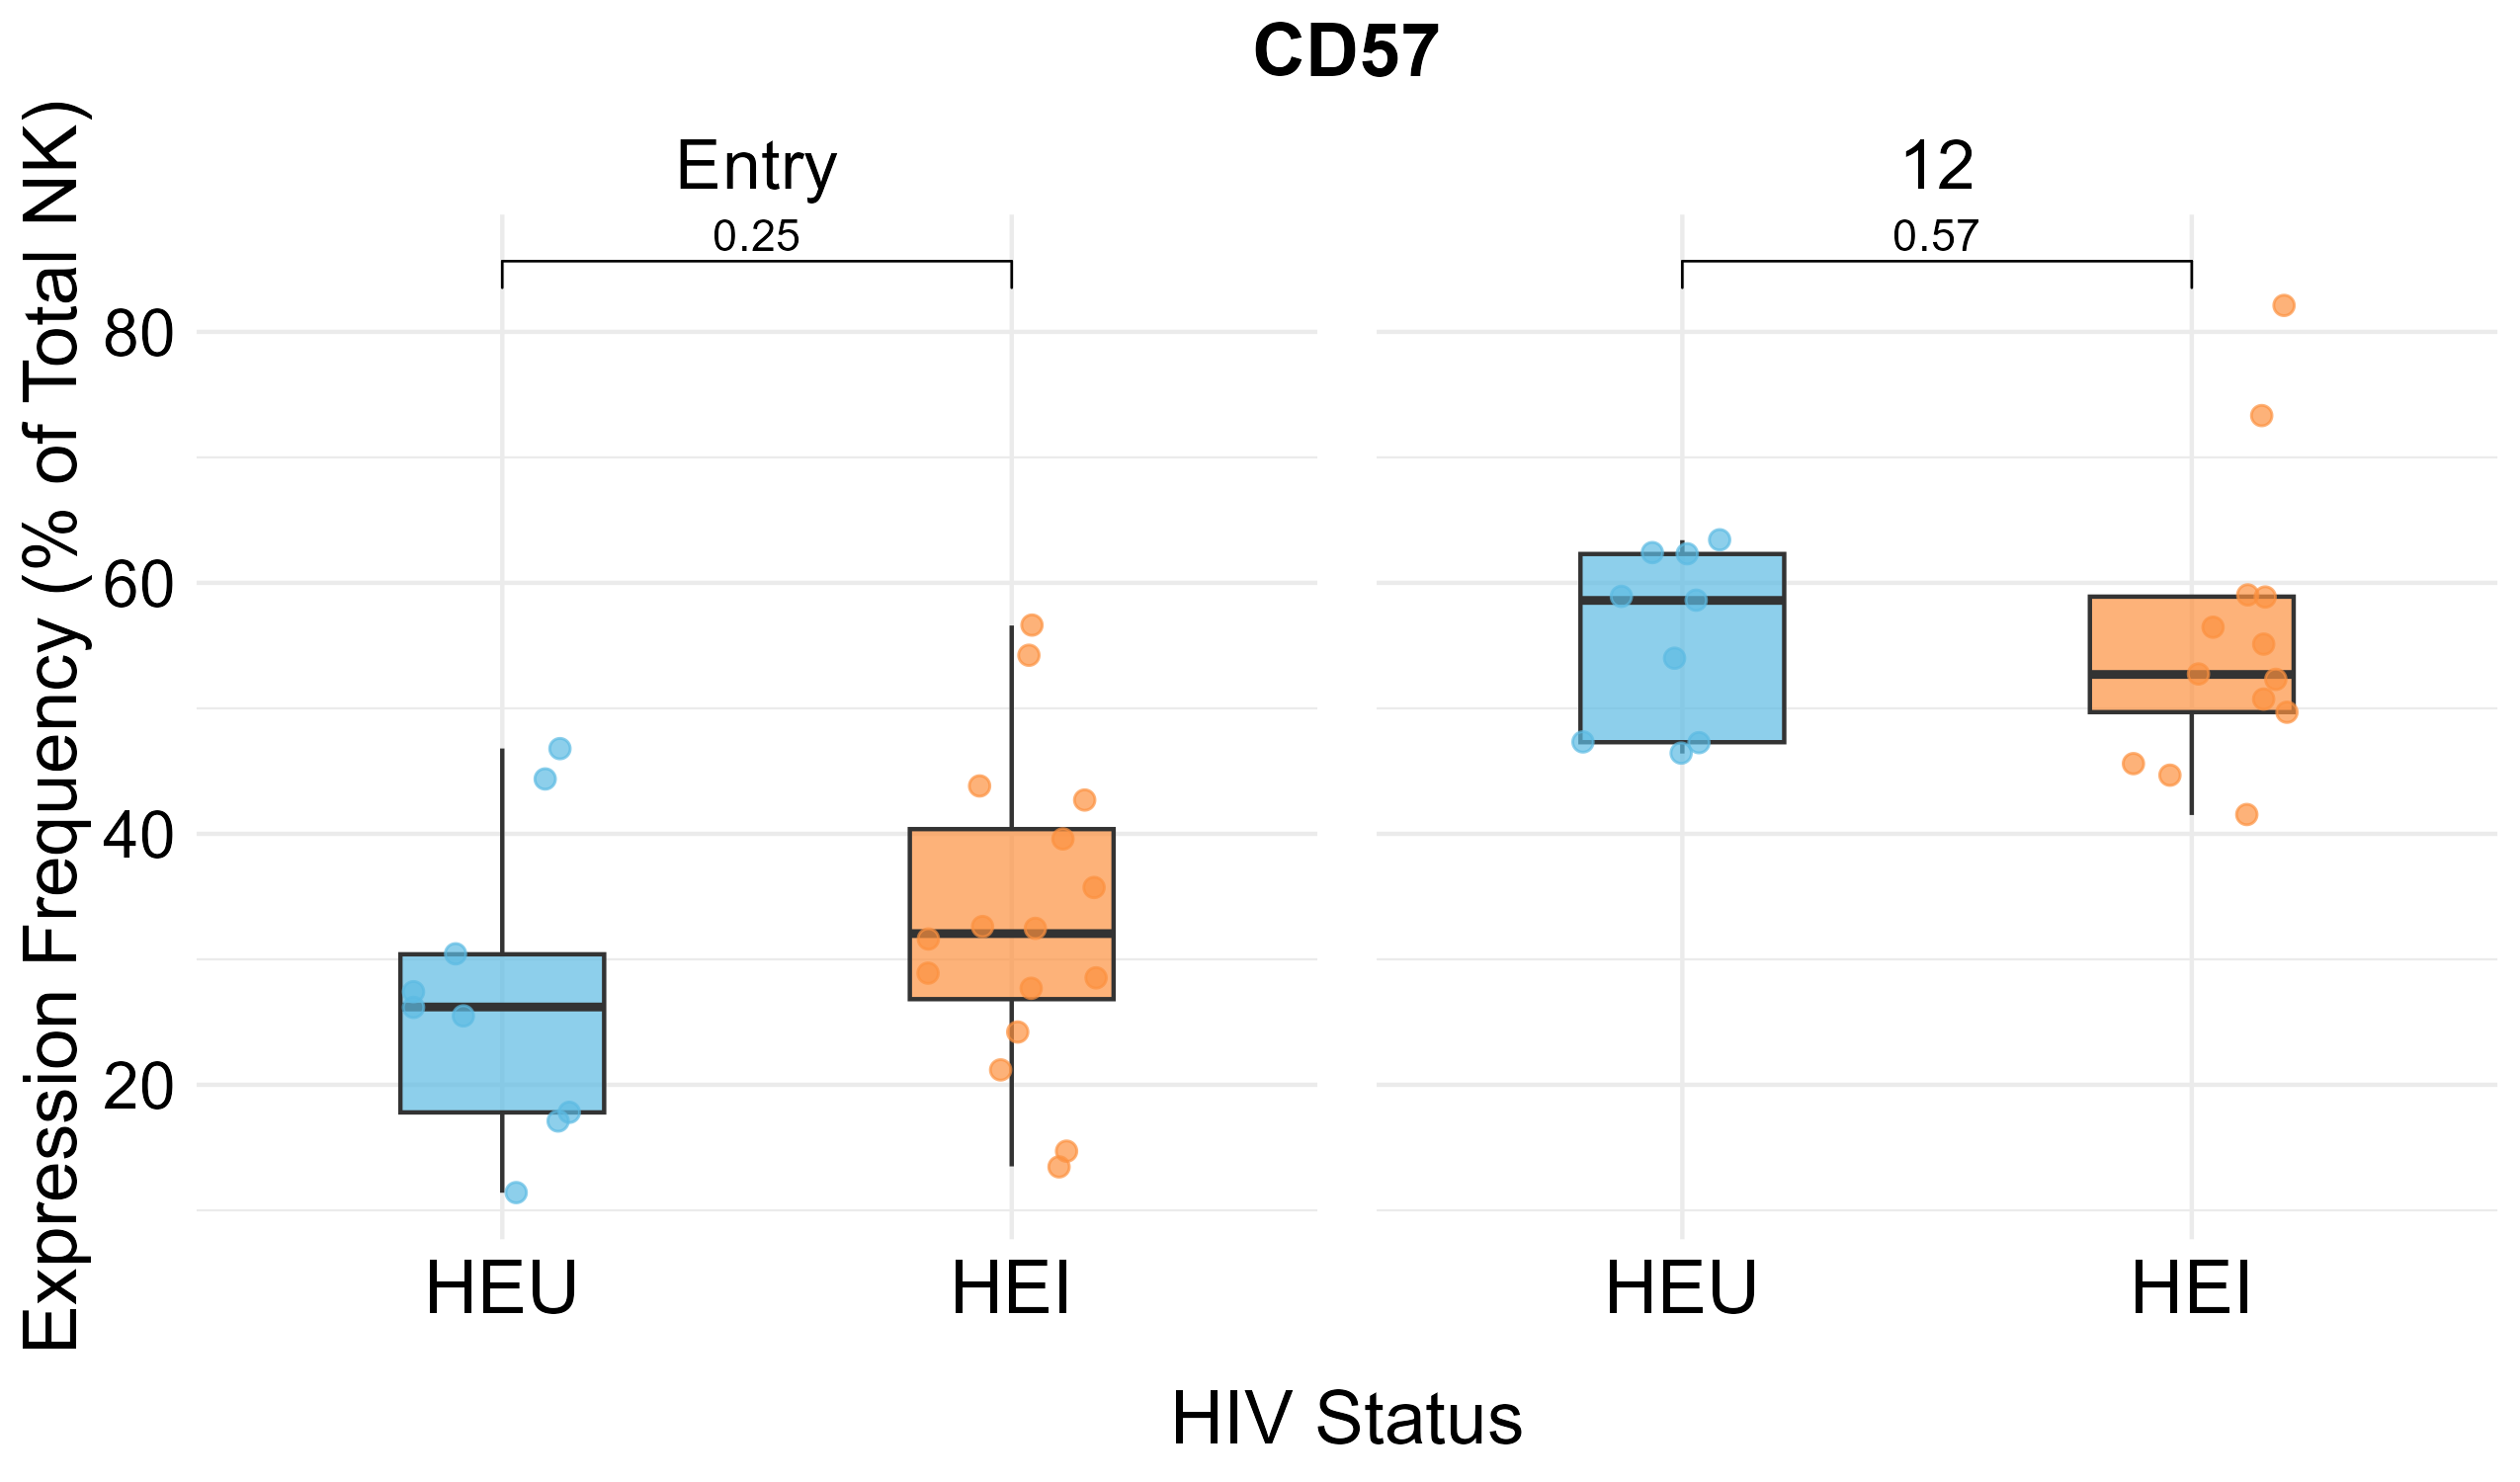 CD57
Entry
12
0.25
0.57
Expression Frequency (% of Total NK)
80
60
40
20
HEU
HEI
HEU
HEI
HIV Status